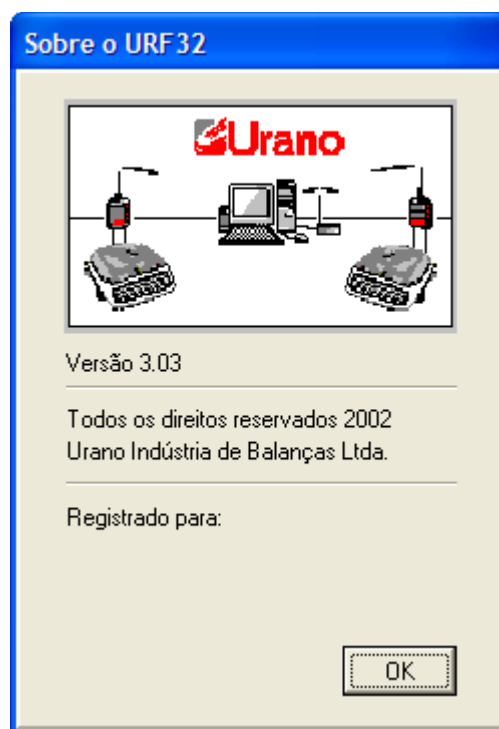 Sobre o URF32
Urano
Versão 3.03
Todos os direitos reservados 2002
Urano Indústria de Balanças Ltda.
Registrado para:
OK